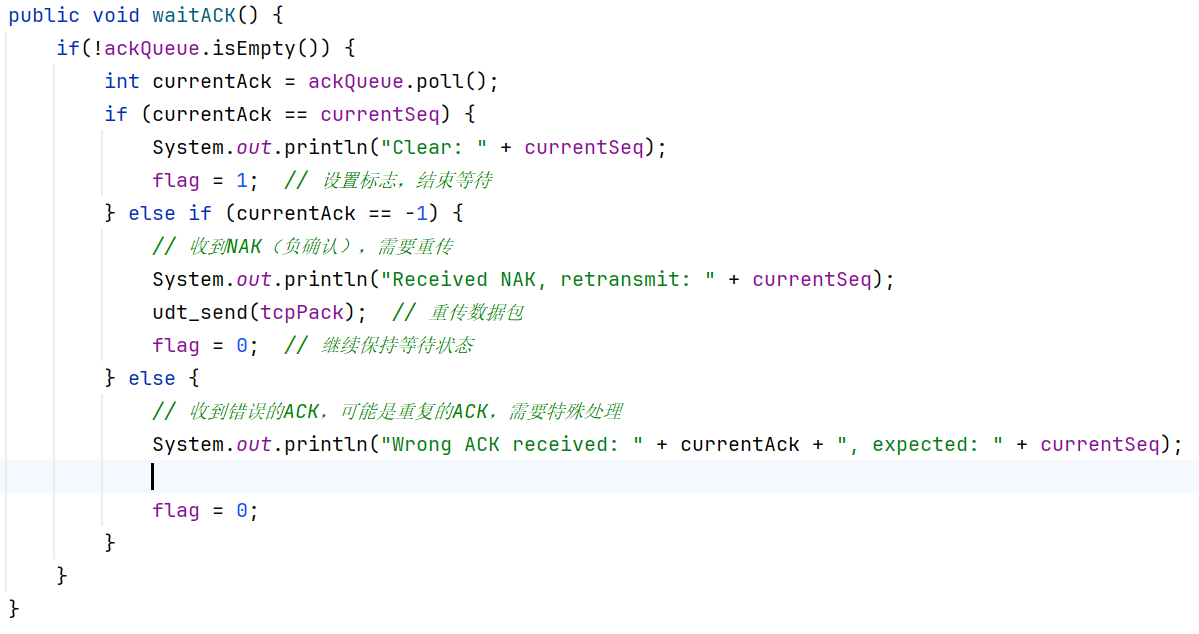 public void waitACK() {
if(!ackQueue.isEmpty()) {
int currentAck = ackQueue.poll();
if (currentAck == currentSeq) {
System.out.println("Clear: " + currentSeq);
flag = 1;  // 设置标志，结束等待
} else if (currentAck == -1) {
// 收到NAK（负确认），需要重传
System.out.println("Received NAK, retransmit: " + currentSeq);
udt_send(tcpPack);  // 重传数据包
flag = 0;  // 继续保持等待状态
} else {
// 收到错误的ACK，可能是重复的ACK，需要特殊处理
System.out.println("Wrong ACK received: " + currentAck + ", expected: " + currentSeq);
flag = 0;
}
}
}